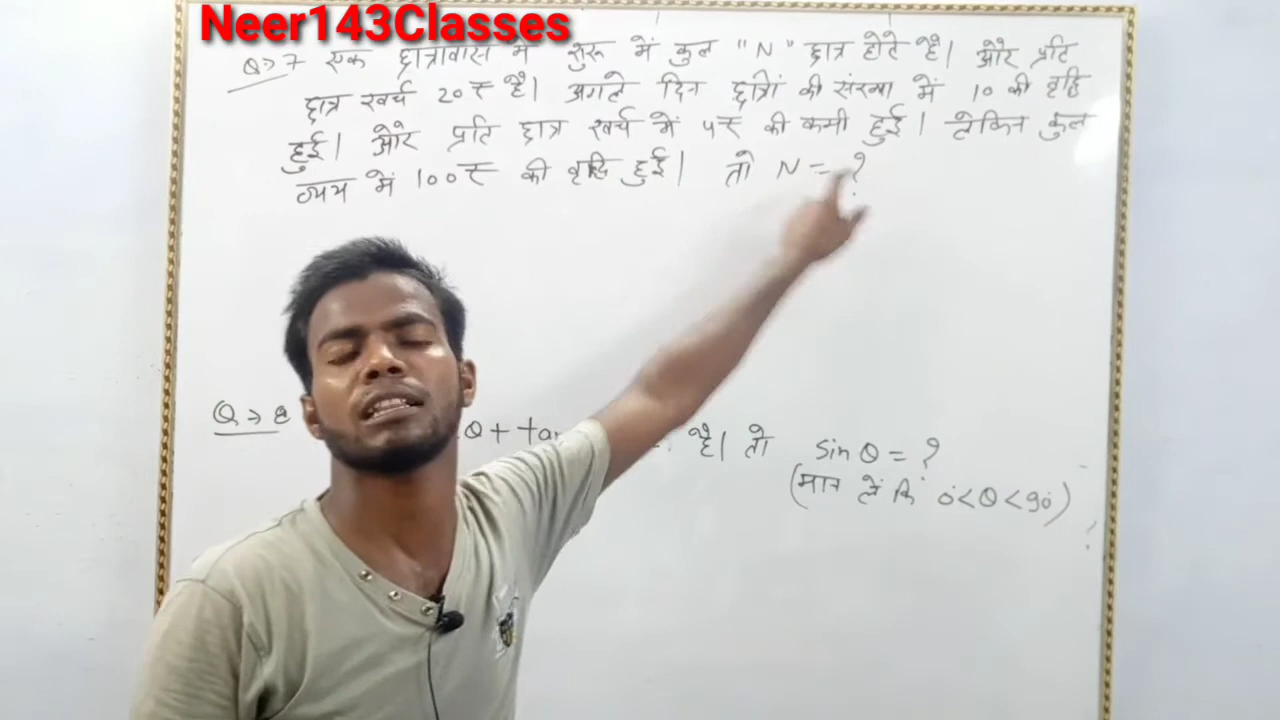 Neer143Classes
Q→7 एक छात्रावास में शुरू में कुल "N" छात्र होते है। और प्रति
छात्र खर्च 20₹ है। अगले दिन छात्रों की संख्या में 10 की वृद्धि
हुई। और प्रति छात्र खर्च में 5₹ की कमी हुई। लेकिन कुल
व्यय में 100₹ की वृद्धि हुई। तो N = ?
Q→8 θ + tan है। तो sin θ = ?
(मान लें कि 0<θ<90)